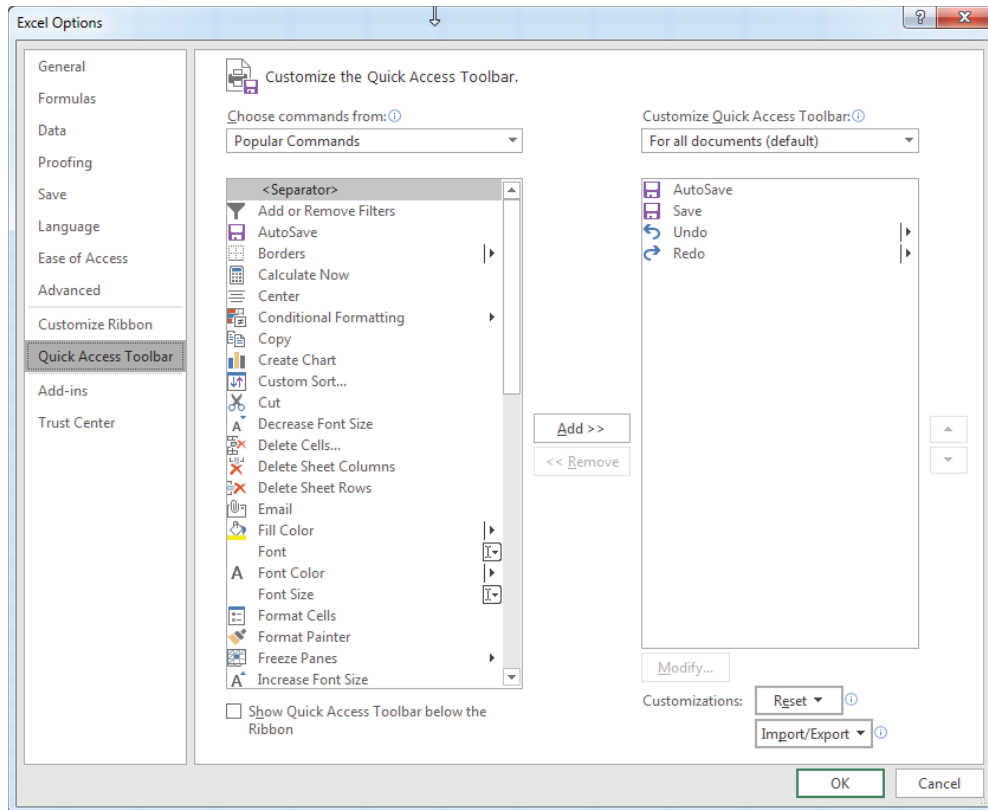 Excel Options
General
Formulas
Data
Proofing
Save
Language
Ease of Access
Advanced
Customize Ribbon
Quick Access Toolbar
Add-ins
Trust Center
Customize the Quick Access Toolbar.
Choose commands from:
Popular Commands
<Separator>
Add or Remove Filters
AutoSave
Borders
Calculate Now
Center
Conditional Formatting
Copy
Create Chart
Custom Sort...
Cut
Decrease Font Size
Delete Cells...
Delete Sheet Columns
Delete Sheet Rows
Email
Fill Color
Font
Font Color
Font Size
Format Cells
Format Painter
Freeze Panes
Increase Font Size
Show Quick Access Toolbar below the
Ribbon
Add >>
<< Remove
Customize Quick Access Toolbar:
For all documents (default)
AutoSave
Save
Undo
Redo
Modify...
Customizations:
Reset
Import/Export
OK
Cancel